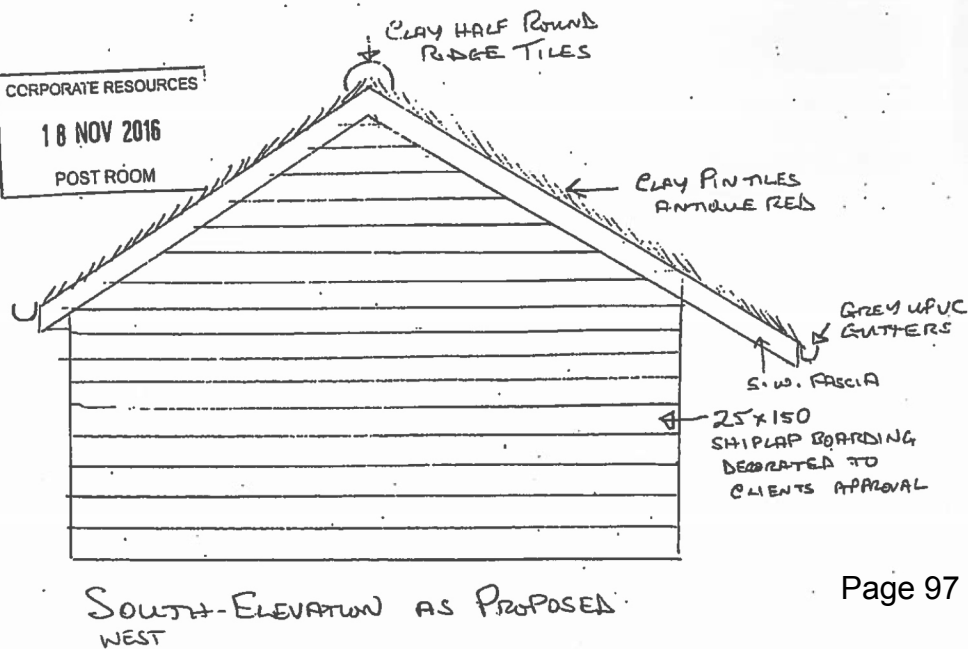 CLAY HALF ROUND
RIDGE TILES
CORPORATE RESOURCES
18 NOV 2016
POST ROOM
CLAY PINTILES
ANTIQUE RED
GREY UPVC
GUTTERS
S.W. FASCIA
25x150
SHIPLAP BOARDING
DECORATED TO
CLIENTS APPROVAL
SOUTH-ELEVATION AS PROPOSED
WEST
Page 97